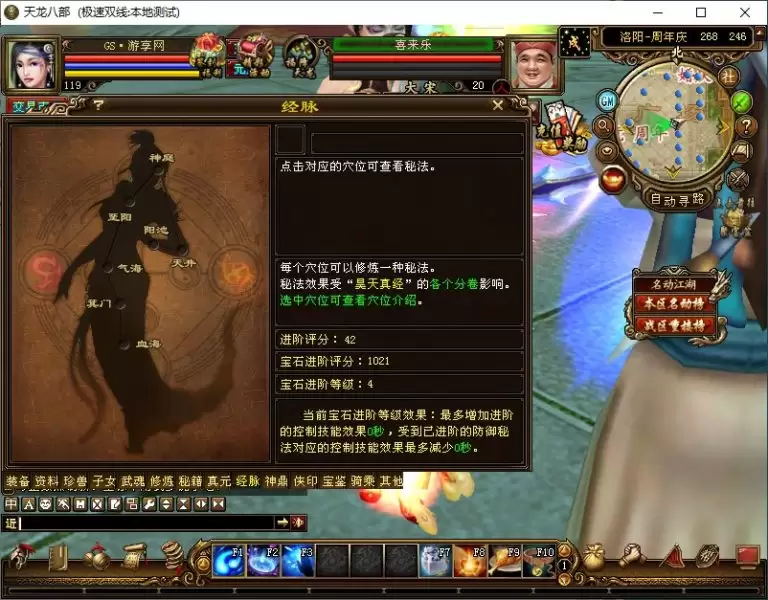 天龙八部 (极速双线:本地测试)
GS·游享网
喜来乐
洛阳-周年庆 268 246
119
大宋
20
北
GM
社
?
周年
自动寻路
? 经脉
神庭
至阳
阳池
天井
气海
箕门
血海
点击对应的穴位可查看秘法。
每个穴位可以修炼一种秘法。
秘法效果受“昊天真经”的各个分卷影响。
选中穴位可查看穴位介绍。
进阶评分: 42
宝石进阶评分:1021
宝石进阶等级:4
当前宝石进阶等级效果:最多增加进阶
的控制技能效果0秒,受到已进阶的防御秘
法对应的控制技能效果最多减少0秒。
名动江湖
本区名动榜
战区重楼榜
装备 资料 珍兽 子女 武魂 修炼 秘籍 真元 经脉 神鼎 侠印 宝鉴 骑乘 其他
中 A
近
F1 F2 F3 F7 F8 F9 F10
1